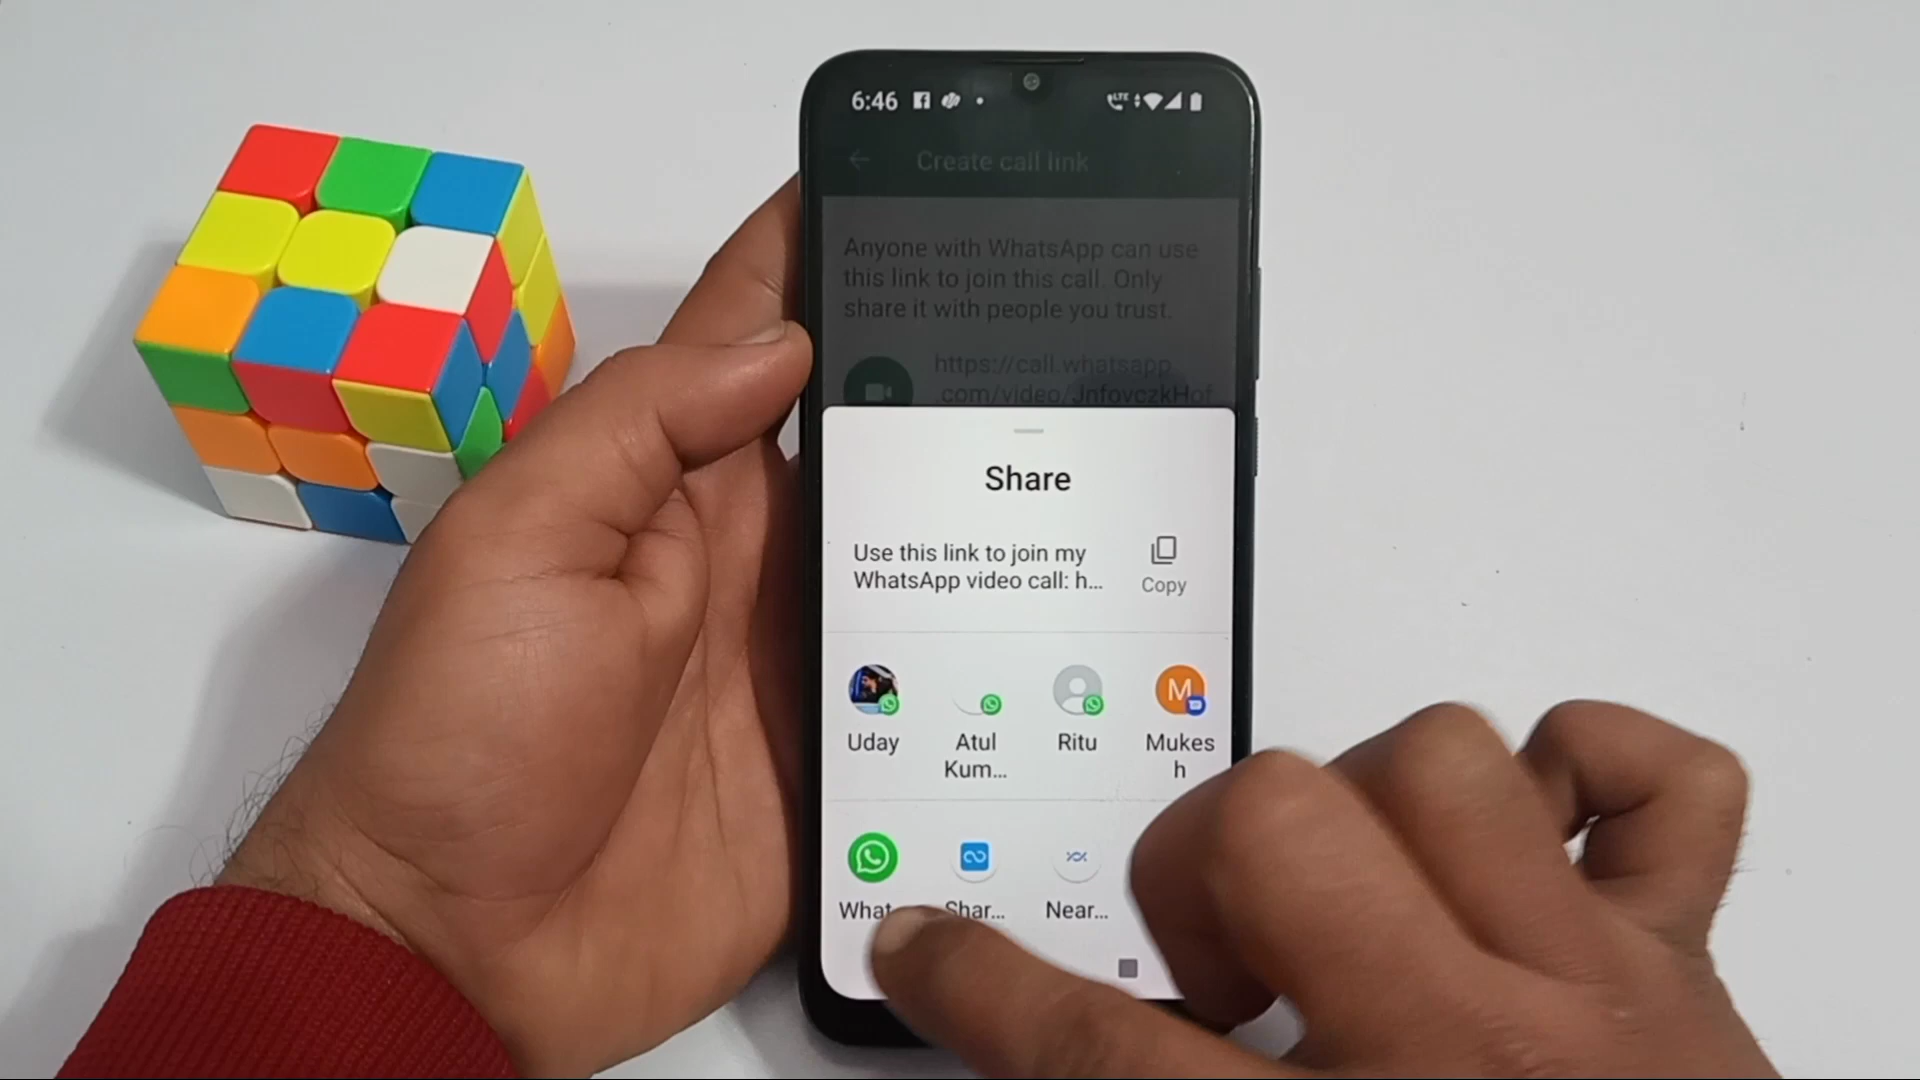 6:46
Create call link
Anyone with WhatsApp can use
this link to join this call. Only
share it with people you trust.
https://call.whatsapp
.com/video/JnfovczkHof
Share
Use this link to join my
WhatsApp video call: h...
Copy
Uday
Atul
Kum...
Ritu
M
Mukes
h
What
Shar...
Near...